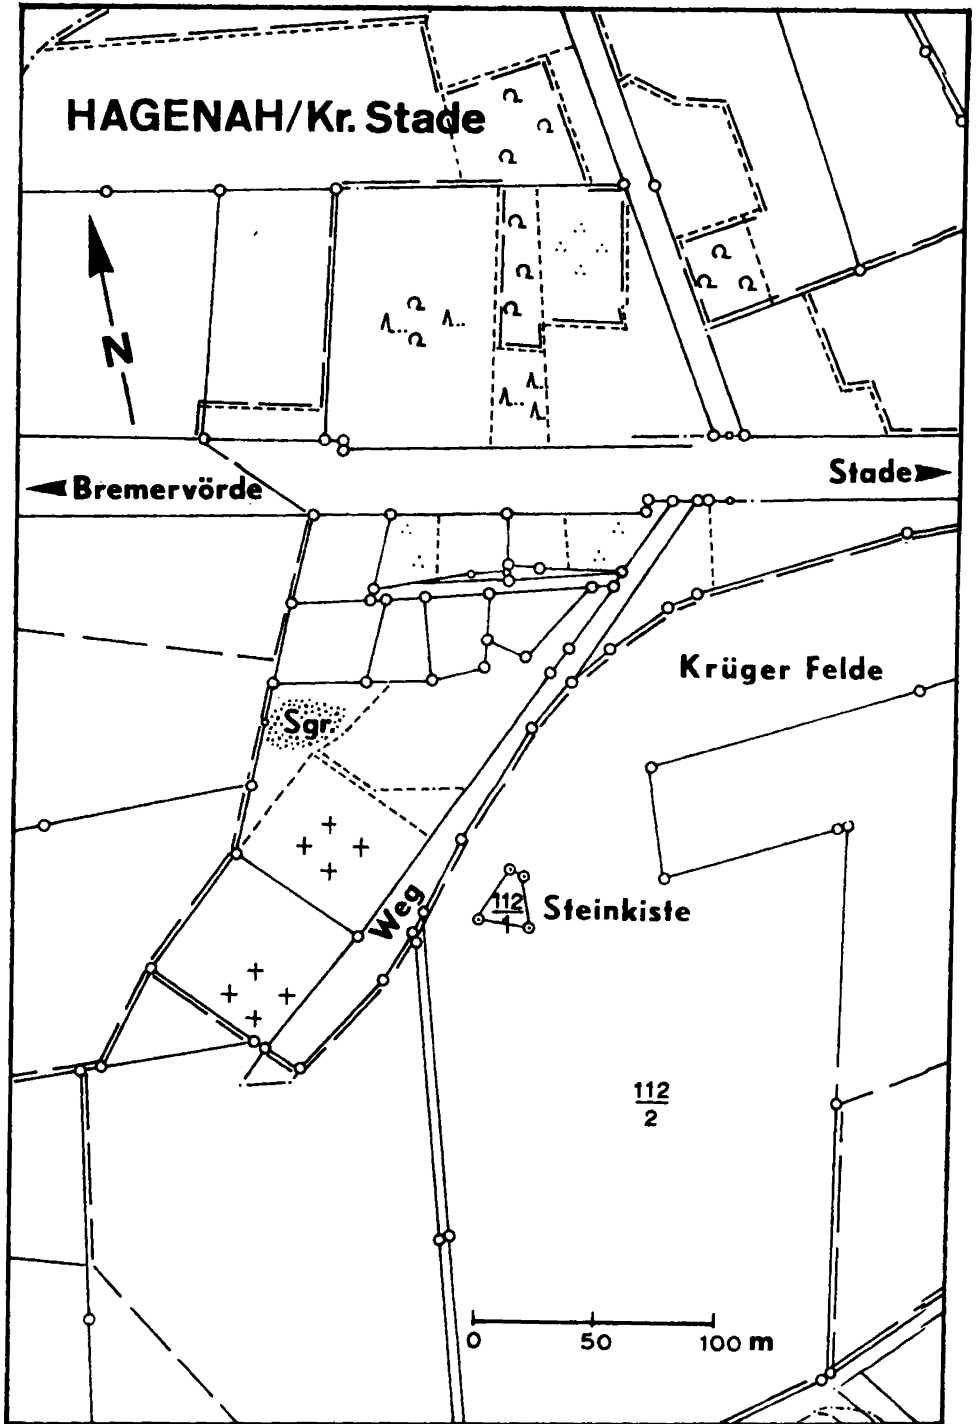 HAGENAH/Kr. Stade
N
Stade
Bremervörde
Krüger Felde
Sgr.
Weg
112
1
Steinkiste
112
2
0 50 100 m